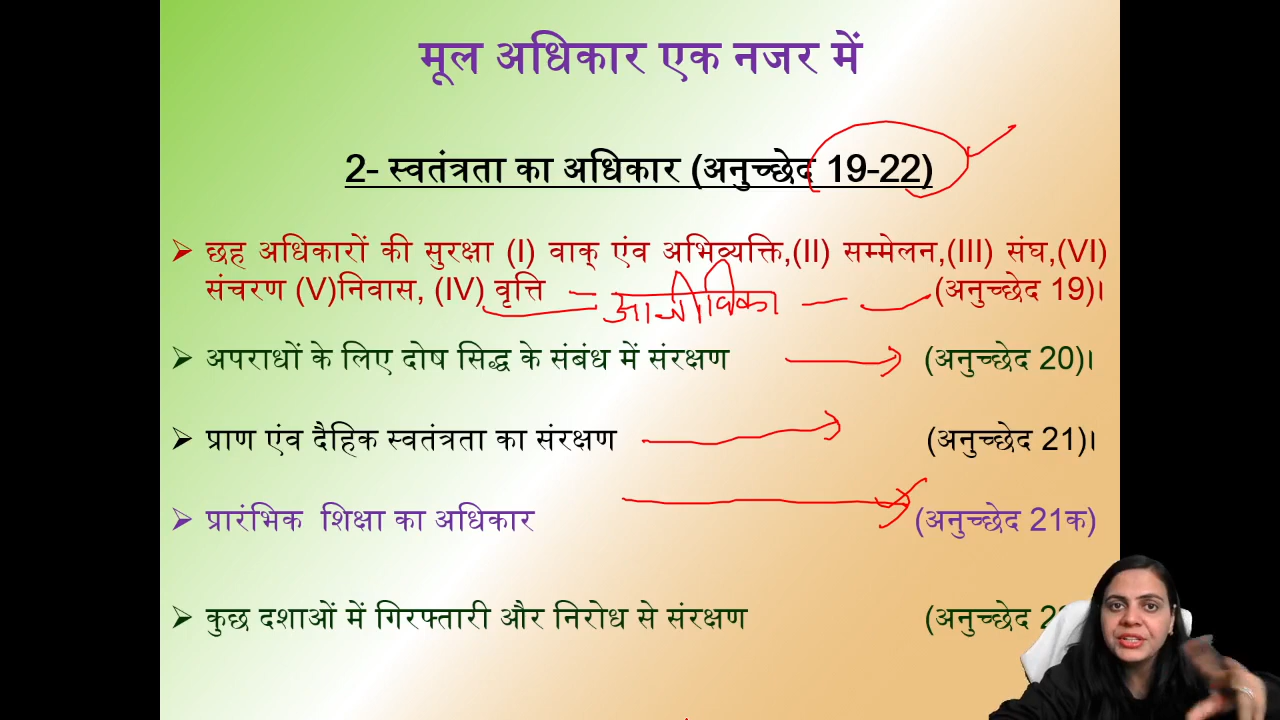 मूल अधिकार एक नजर में
2- स्वतंत्रता का अधिकार (अनुच्छेद 19-22)
छह अधिकारों की सुरक्षा (I) वाक् एंव अभिव्यक्ति,(II) सम्मेलन,(III) संघ,(VI)
संचरण (V)निवास, (IV) वृत्ति – आजीविका (अनुच्छेद 19)।
अपराधों के लिए दोष सिद्ध के संबंध में संरक्षण (अनुच्छेद 20)।
प्राण एंव दैहिक स्वतंत्रता का संरक्षण (अनुच्छेद 21)।
प्रारंभिक शिक्षा का अधिकार (अनुच्छेद 21क)
कुछ दशाओं में गिरफ्तारी और निरोध से संरक्षण (अनुच्छेद